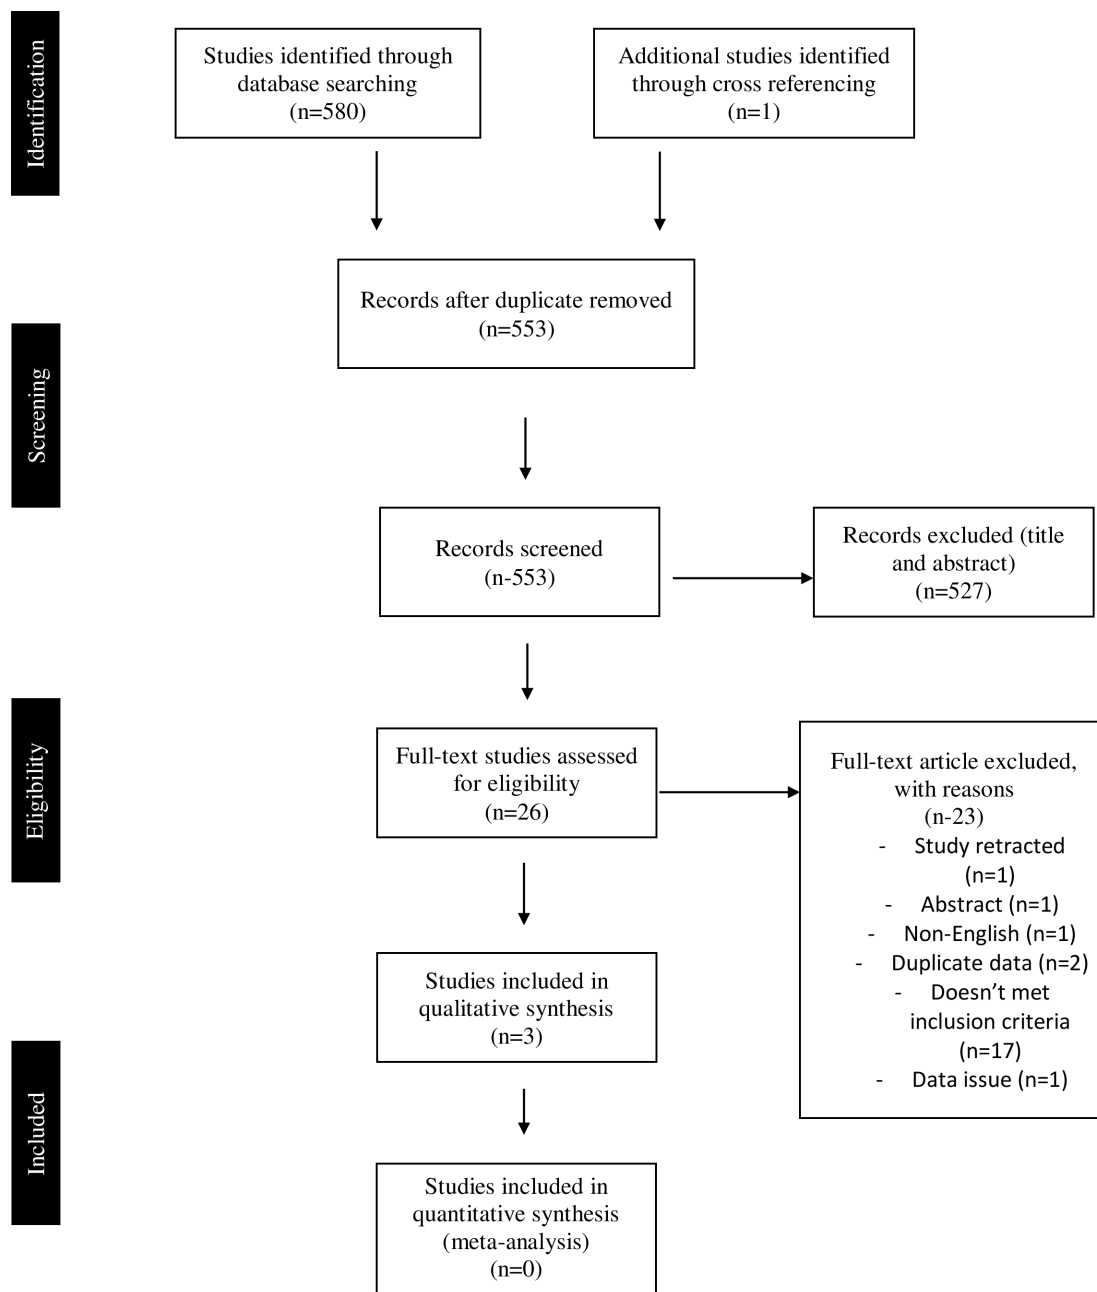 Identification
Studies identified through
database searching
(n=580)
Additional studies identified
through cross referencing
(n=1)
Records after duplicate removed
(n=553)
Screening
Records screened
(n-553)
Records excluded (title
and abstract)
(n=527)
Eligibility
Full-text studies assessed
for eligibility
(n=26)
Full-text article excluded,
with reasons
(n-23)
- Study retracted
(n=1)
- Abstract (n=1)
- Non-English (n=1)
- Duplicate data (n=2)
- Doesn’t met
inclusion criteria
(n=17)
- Data issue (n=1)
Studies included in
qualitative synthesis
(n=3)
Included
Studies included in
quantitative synthesis
(meta-analysis)
(n=0)